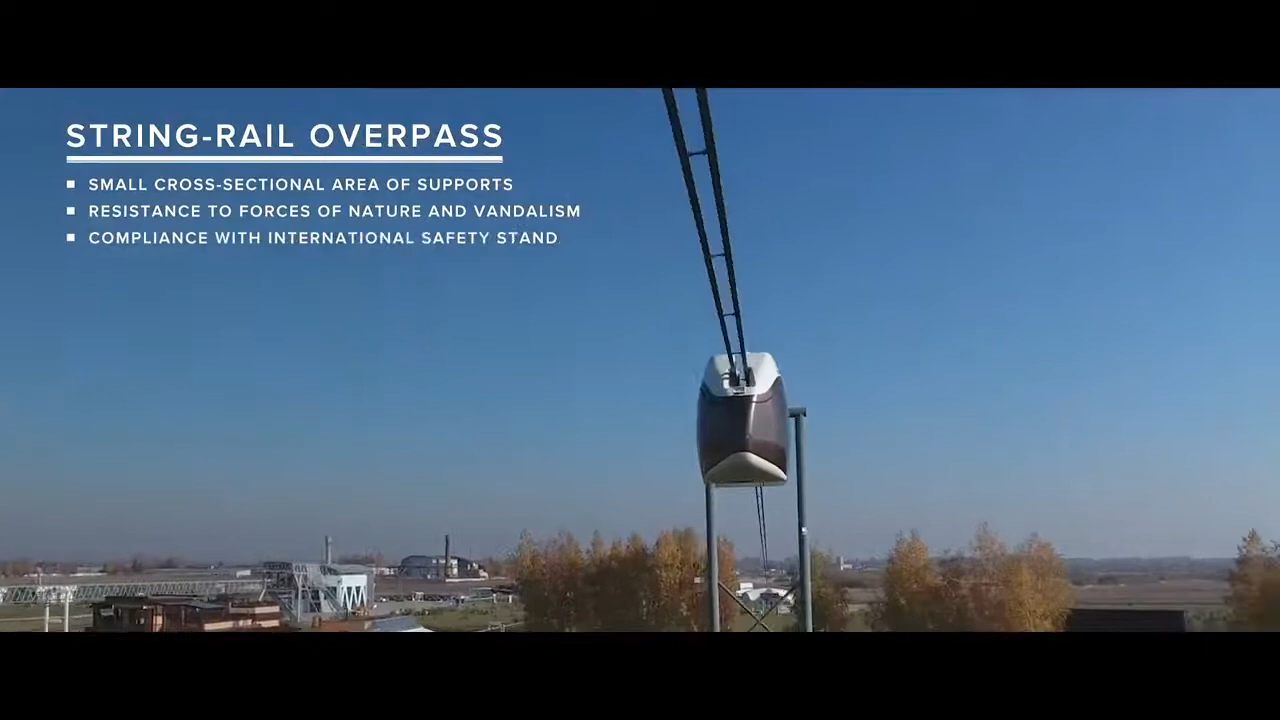 STRING-RAIL OVERPASS
SMALL CROSS-SECTIONAL AREA OF SUPPORTS
RESISTANCE TO FORCES OF NATURE AND VANDALISM
COMPLIANCE WITH INTERNATIONAL SAFETY STAND